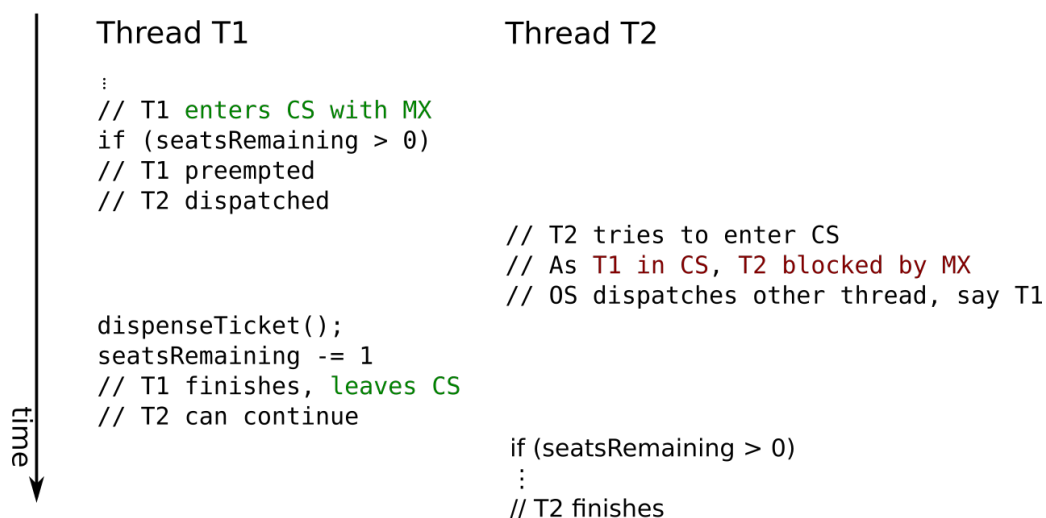 Thread T1
⋮
// T1 enters CS with MX
if (seatsRemaining > 0)
// T1 preempted
// T2 dispatched
Thread T2
// T2 tries to enter CS
// As T1 in CS, T2 blocked by MX
// OS dispatches other thread, say T1
dispenseTicket();
seatsRemaining -= 1
// T1 finishes, leaves CS
// T2 can continue
if (seatsRemaining > 0)
⋮
// T2 finishes
time